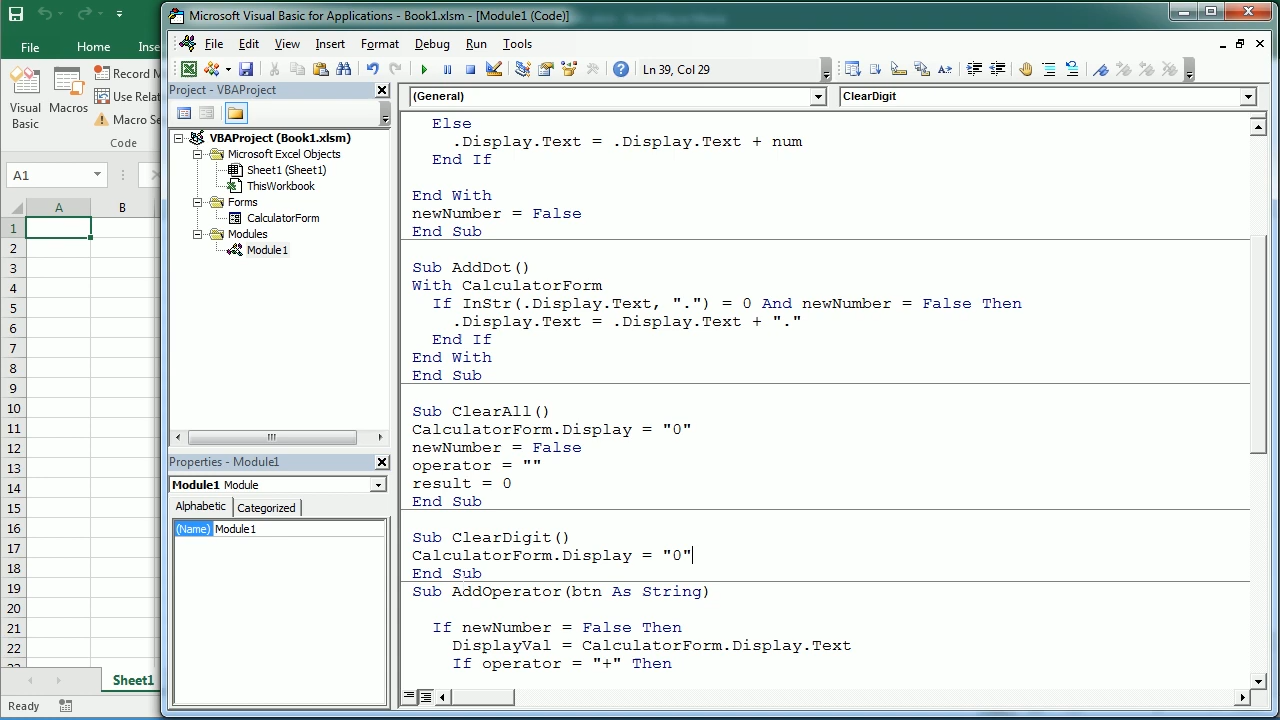 Microsoft Visual Basic for Applications - Book1.xlsm - [Module1 (Code)]
File
Home
Inse
File Edit View Insert Format Debug Run Tools
Record M
Use Relat
Macro Se
Visual
Basic
Macros
Code
Ln 39, Col 29
Project - VBAProject
(General)
ClearDigit
VBAProject (Book1.xlsm)
Microsoft Excel Objects
Sheet1 (Sheet1)
ThisWorkbook
Forms
CalculatorForm
Modules
Module1
A1
A B
1
2
3
4
5
6
7
8
9
10
11
12
13
14
15
16
17
18
19
20
21
22
Properties - Module1
Module1 Module
Alphabetic Categorized
(Name) Module1
Else
.Display.Text = .Display.Text + num
End If
End With
newNumber = False
End Sub
Sub AddDot()
With CalculatorForm
If InStr(.Display.Text, ".") = 0 And newNumber = False Then
.Display.Text = .Display.Text + "."
End If
End With
End Sub
Sub ClearAll()
CalculatorForm.Display = "0"
newNumber = False
operator = ""
result = 0
End Sub
Sub ClearDigit()
CalculatorForm.Display = "0"
End Sub
Sub AddOperator(btn As String)
If newNumber = False Then
DisplayVal = CalculatorForm.Display.Text
If operator = "+" Then
Sheet1
Ready